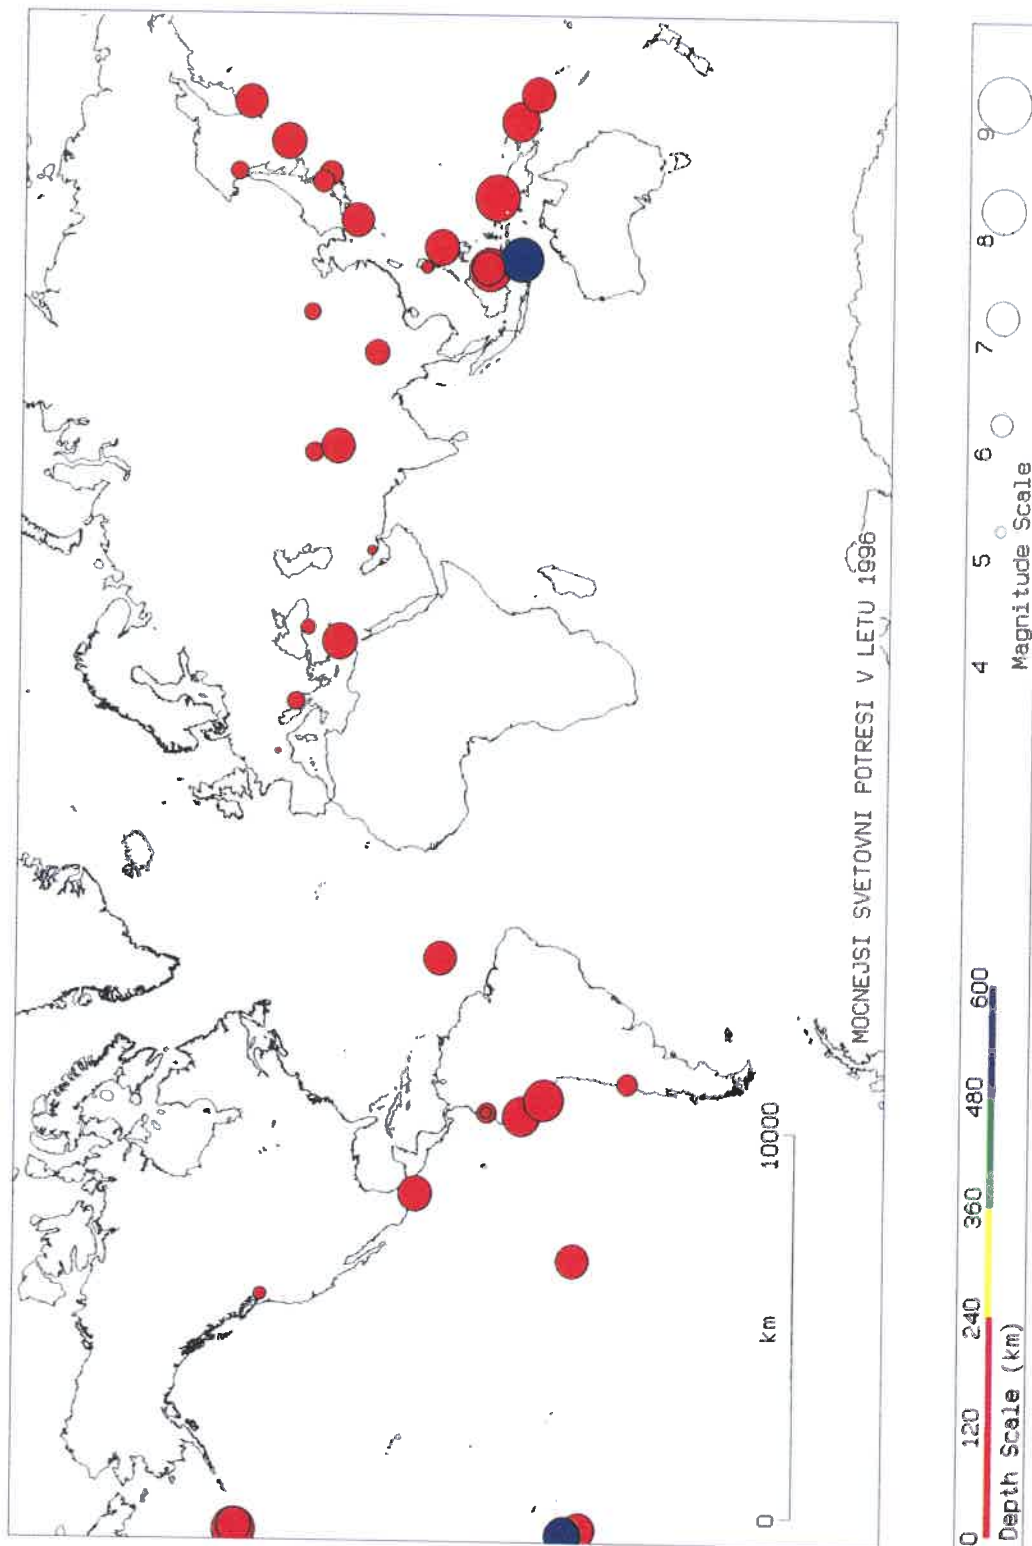 MOCNEJSI SVETOVNI POTRESI V LETU 1996
km
0 10000
0 120 240 360 480 600
Depth Scale (km)
4 5 6 7 8 9
Magnitude Scale